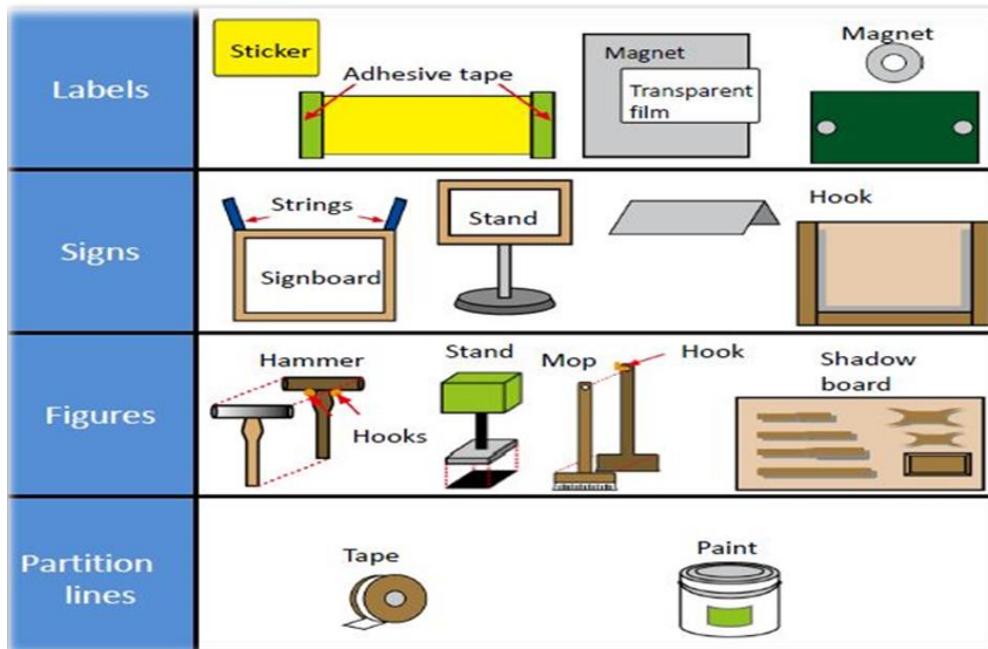 Labels
Sticker
Adhesive tape
Magnet
Transparent
film
Magnet
Signs
Strings
Signboard
Stand
Hook
Figures
Hammer
Hooks
Stand
Mop
Hook
Shadow
board
Partition
lines
Tape
Paint